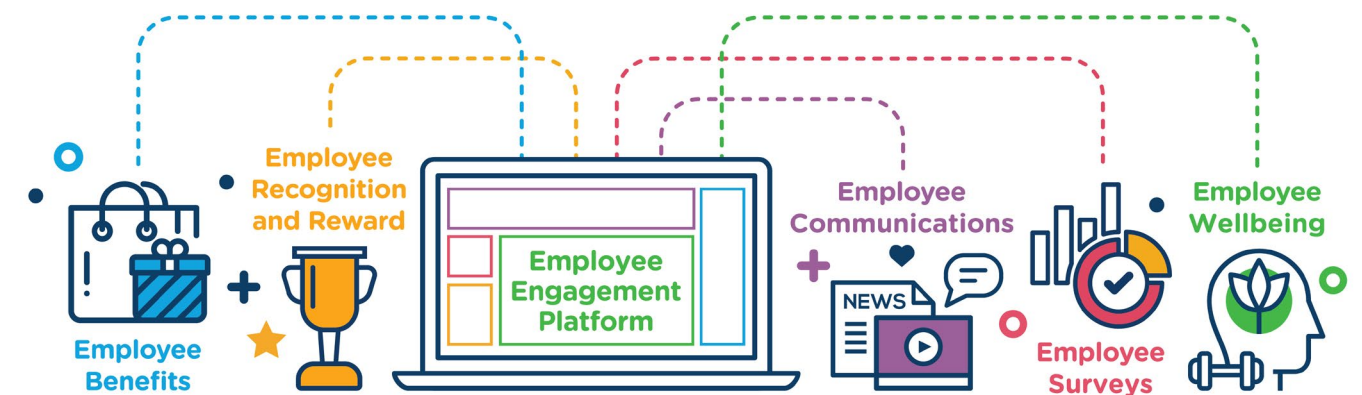 Employee
Benefits
Employee
Recognition
and Reward
Employee
Engagement
Platform
Employee
Communications
NEWS
Employee
Surveys
Employee
Wellbeing